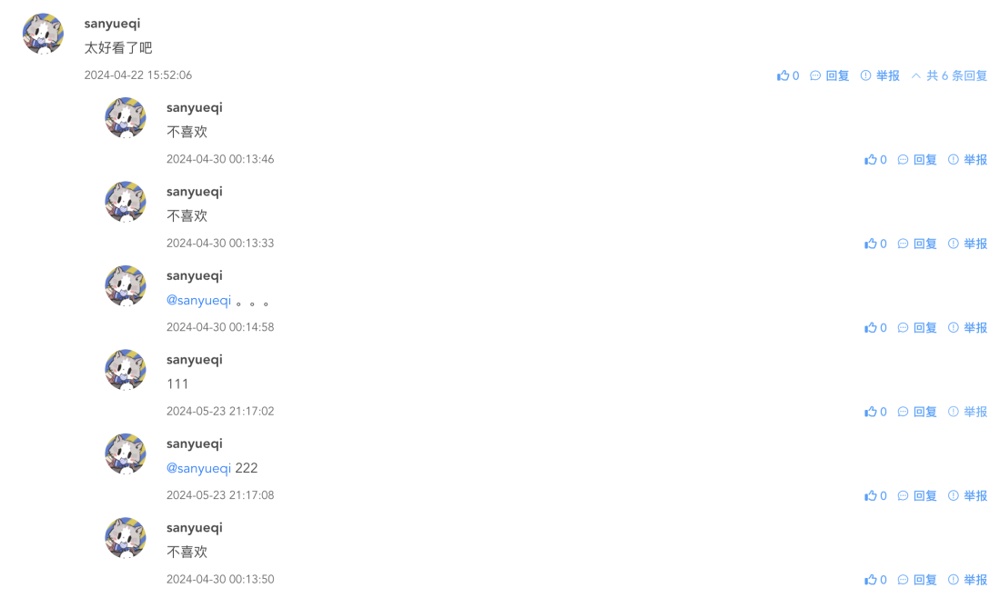 sanyueqi
太好看了吧
2024-04-22 15:52:06 0 回复 举报 共 6 条回复
sanyueqi
不喜欢
2024-04-30 00:13:46 0 回复 举报
sanyueqi
不喜欢
2024-04-30 00:13:33 0 回复 举报
sanyueqi
@sanyueqi 。。。
2024-04-30 00:14:58 0 回复 举报
sanyueqi
111
2024-05-23 21:17:02 0 回复 举报
sanyueqi
@sanyueqi 222
2024-05-23 21:17:08 0 回复 举报
sanyueqi
不喜欢
2024-04-30 00:13:50 0 回复 举报